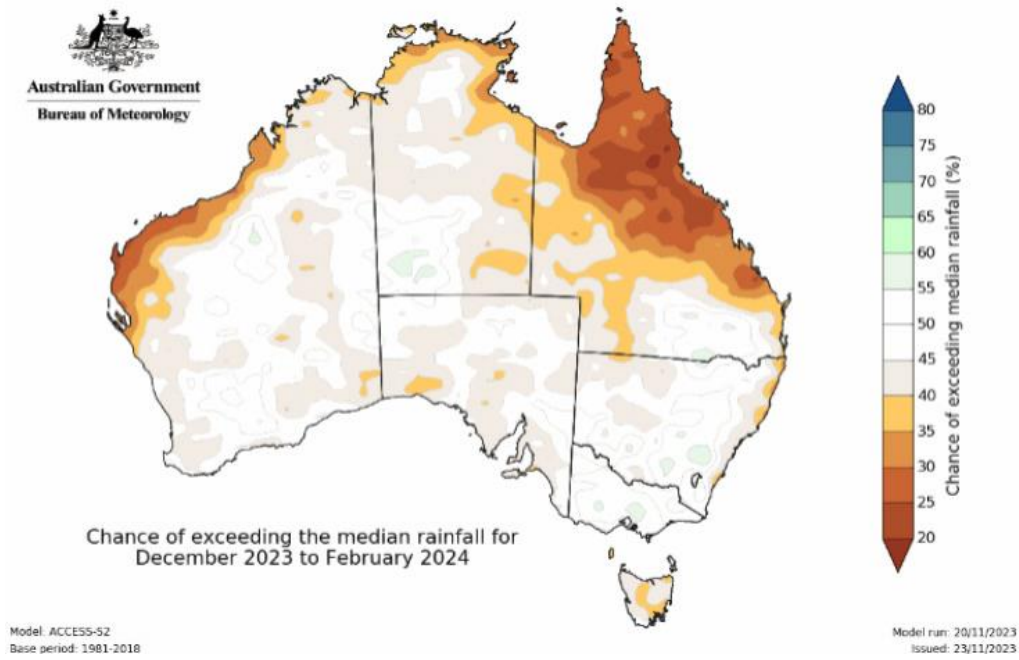 Australian Government
Bureau of Meteorology
80
75
70
65
60
55
50
45
40
35
30
25
20
Chance of exceeding median rainfall (%)
Chance of exceeding the median rainfall for
December 2023 to February 2024
Model: ACCESS-S2
Base period: 1981-2018
Model run: 20/11/2023
Issued: 23/11/2023